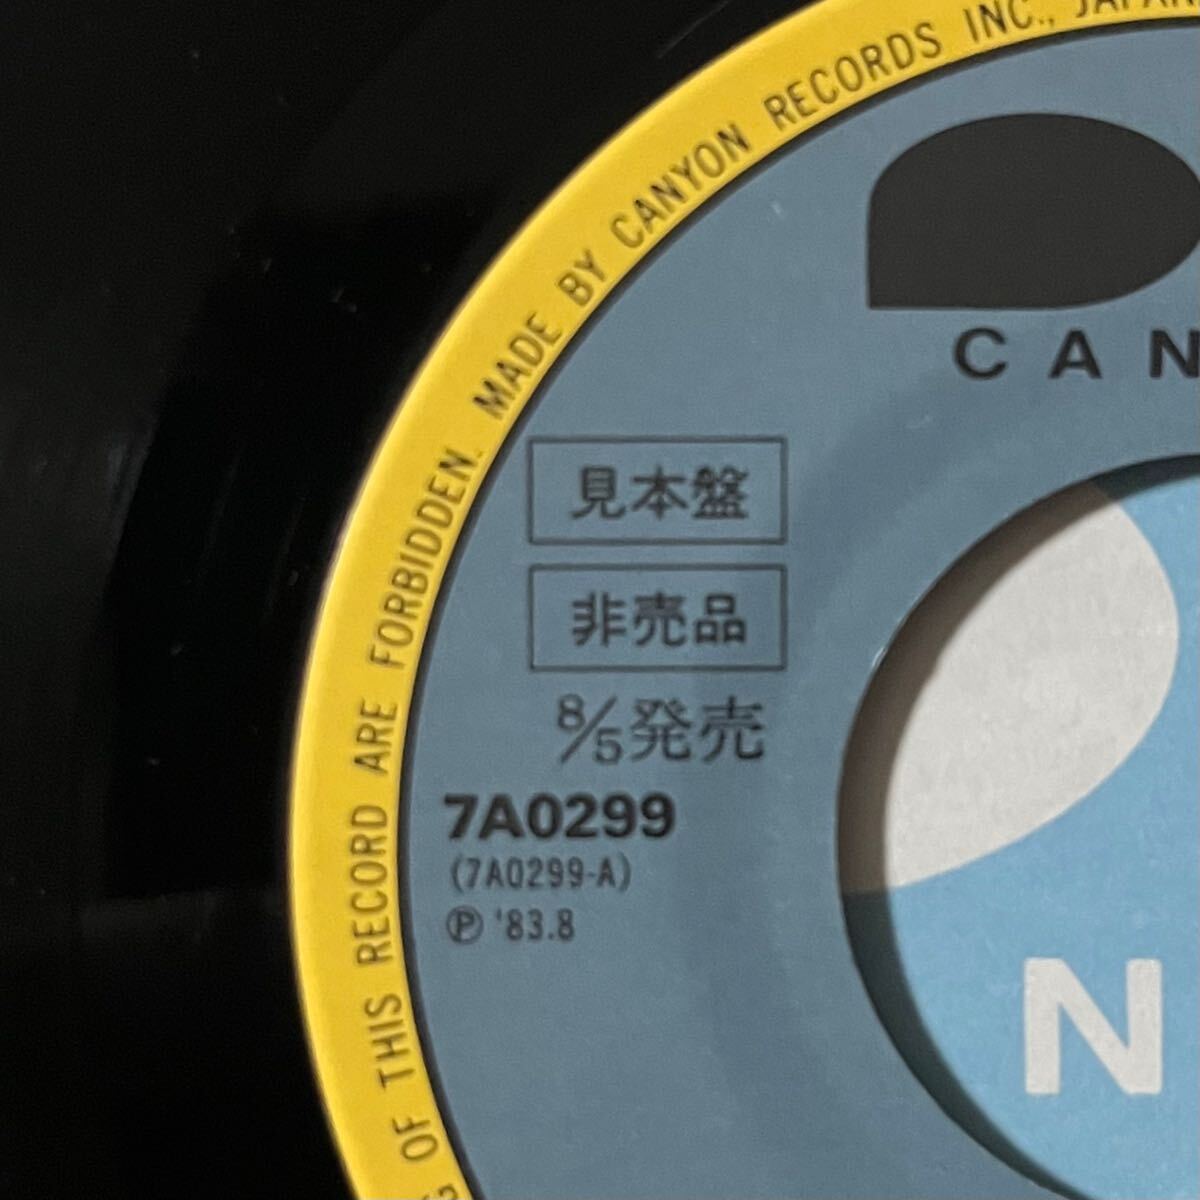 OF THIS RECORD ARE FORBIDDEN. MADE BY CANYON RECORDS INC., JAPAN
CAN
見本盤
非売品
8/5発売
7A0299
(7A0299-A)
Ⓟ '83.8
N